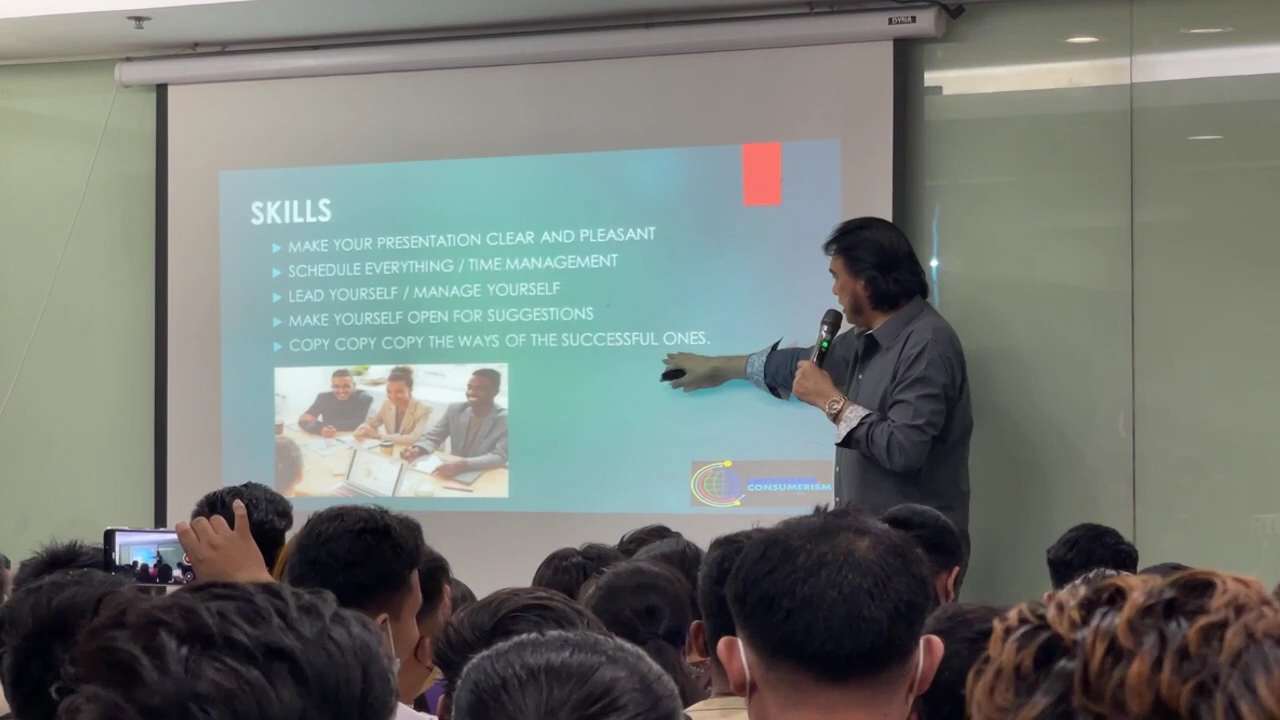 DYNA
SKILLS
MAKE YOUR PRESENTATION CLEAR AND PLEASANT
SCHEDULE EVERYTHING / TIME MANAGEMENT
LEAD YOURSELF / MANAGE YOURSELF
MAKE YOURSELF OPEN FOR SUGGESTIONS
COPY COPY COPY THE WAYS OF THE SUCCESSFUL ONES.
CONSUMERISM